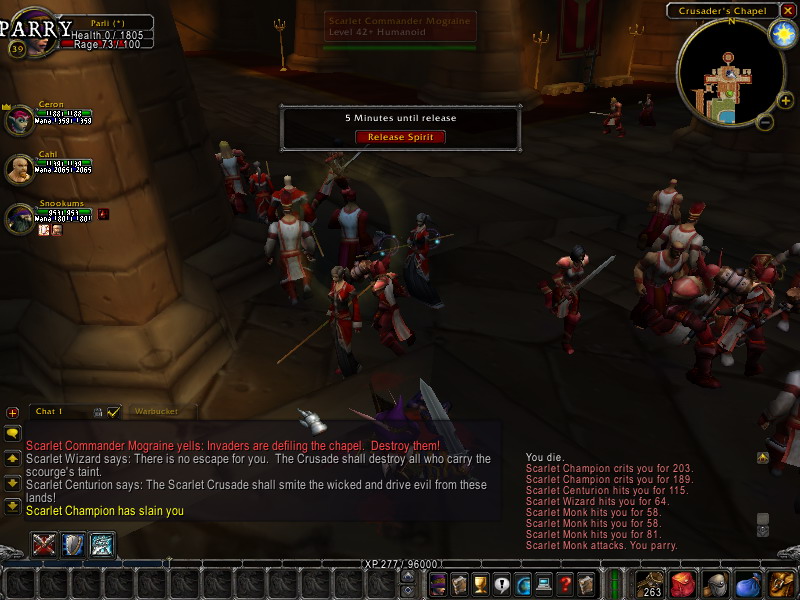 PARRY
Parli (*)
Health 0 / 1805
Rage 73 / 100
39
Scarlet Commander Mograine
Level 42+ Humanoid
Crusader's Chapel
N
5 Minutes until release
Release Spirit
Ceron
Cahl
Mana 2065/2065
Snookums
Chat 1
Warbucket
Scarlet Commander Mograine yells: Invaders are defiling the chapel. Destroy them!
Scarlet Wizard says: There is no escape for you. The Crusade shall destroy all who carry the
scourge's taint.
Scarlet Centurion says: The Scarlet Crusade shall smite the wicked and drive evil from these
lands!
Scarlet Champion has slain you
You die.
Scarlet Champion crits you for 203.
Scarlet Champion crits you for 189.
Scarlet Centurion hits you for 115.
Scarlet Wizard hits you for 64.
Scarlet Monk hits you for 58.
Scarlet Monk hits you for 58.
Scarlet Monk hits you for 81.
Scarlet Monk attacks. You parry.
XP 277 / 96000
263